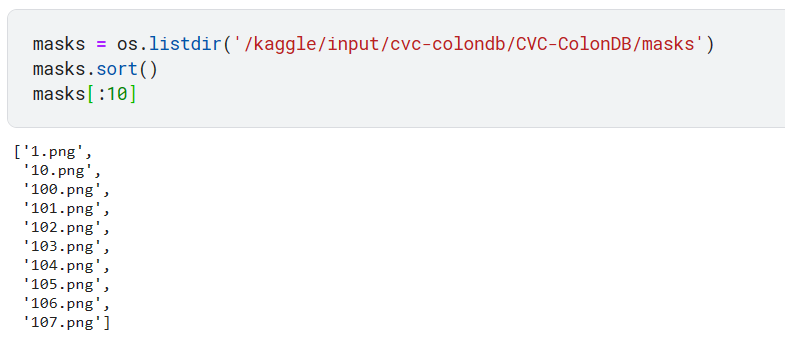 masks = os.listdir('/kaggle/input/cvc-colondb/CVC-ColonDB/masks')
masks.sort()
masks[:10]
['1.png',
'10.png',
'100.png',
'101.png',
'102.png',
'103.png',
'104.png',
'105.png',
'106.png',
'107.png']